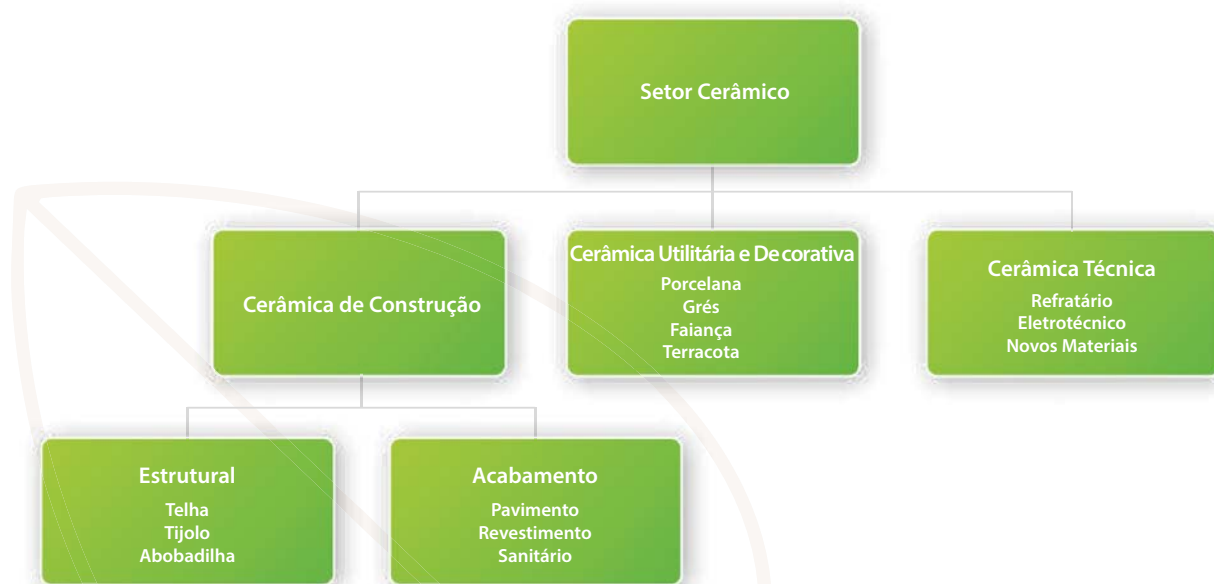 Setor Cerâmico
Cerâmica de Construção
Cerâmica Utilitária e Decorativa
Porcelana
Grés
Faiança
Terracota
Cerâmica Técnica
Refratário
Eletrotécnico
Novos Materiais
Estrutural
Telha
Tijolo
Abobadilha
Acabamento
Pavimento
Revestimento
Sanitário